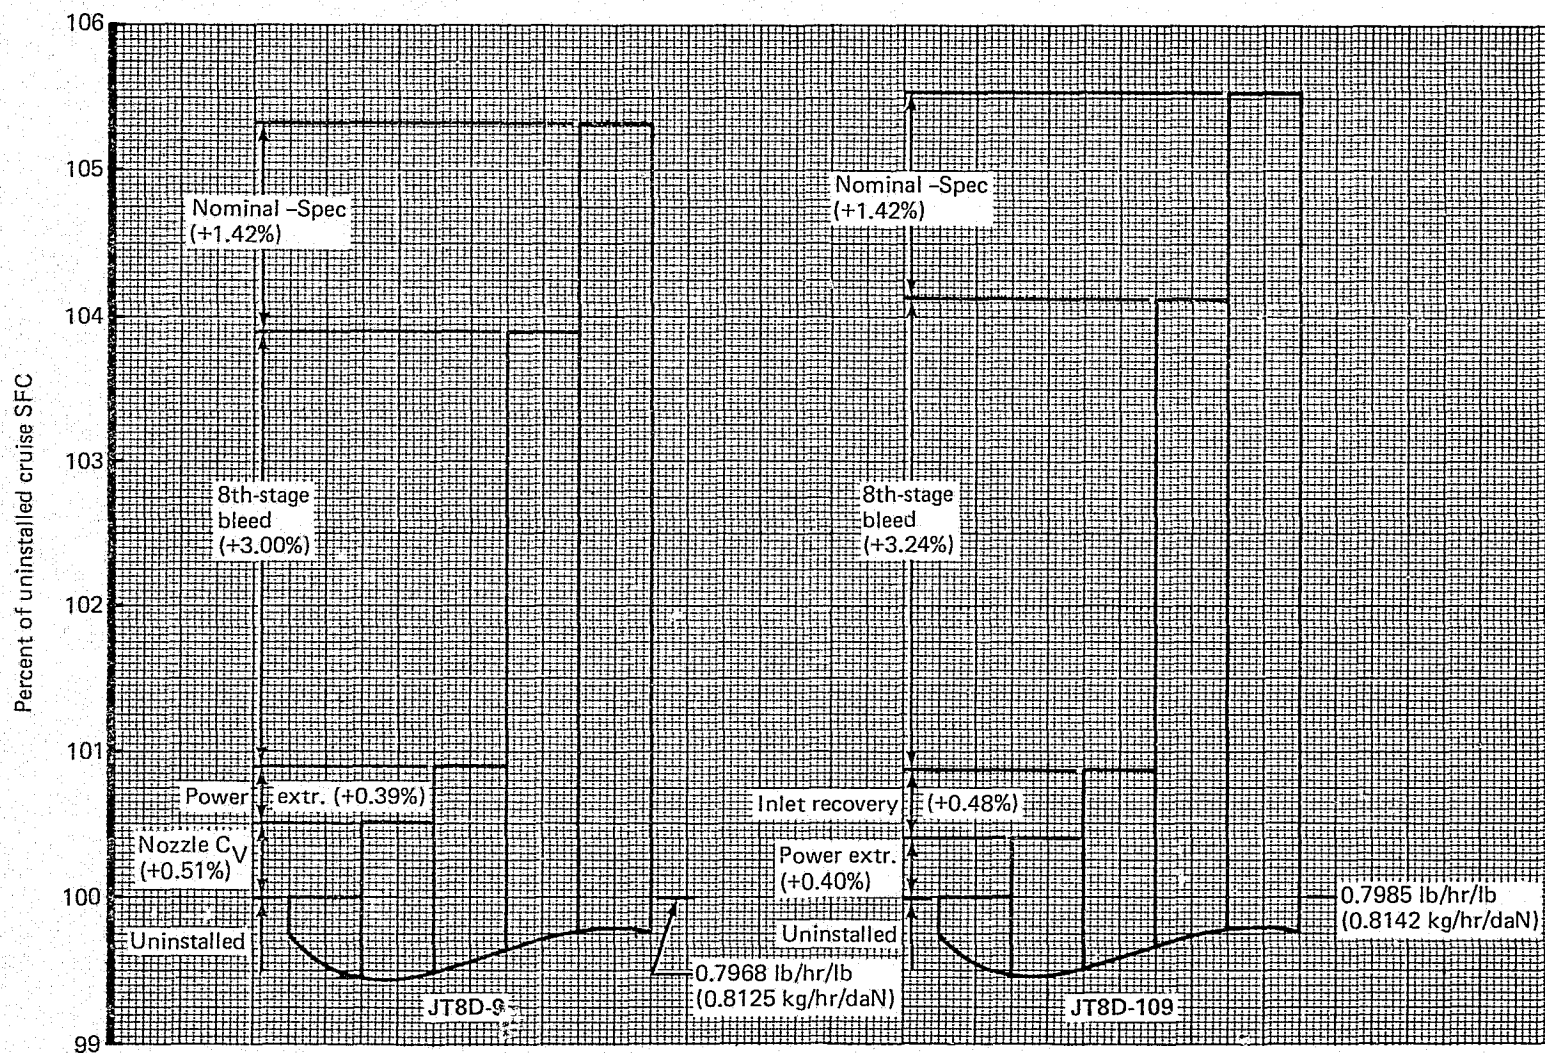 106
105
104
103
102
101
100
99
Percent of uninstalled cruise SFC
Nominal –Spec
(+1.42%)
8th-stage
bleed
(+3.00%)
Power extr. (+0.39%)
Nozzle CV
(+0.51%)
Uninstalled
JT8D-9
0.7968 lb/hr/lb
(0.8125 kg/hr/daN)
Nominal –Spec
(+1.42%)
8th-stage
bleed
(+3.24%)
Inlet recovery (+0.48%)
Power extr.
(+0.40%)
Uninstalled
JT8D-109
0.7985 lb/hr/lb
(0.8142 kg/hr/daN)